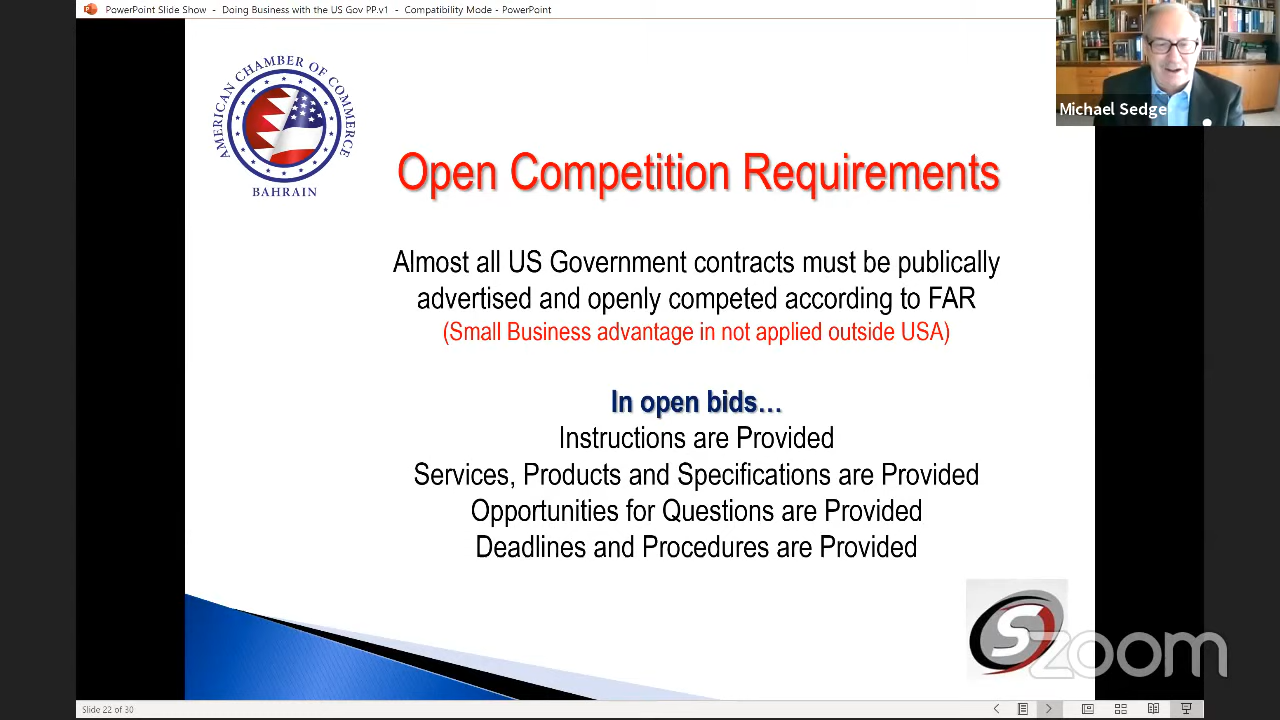 PowerPoint Slide Show - Doing Business with the US Gov PP.v1 - Compatibility Mode - PowerPoint
Michael Sedge
AMERICAN CHAMBER OF COMMERCE
BAHRAIN
Open Competition Requirements
Almost all US Government contracts must be publically
advertised and openly competed according to FAR
(Small Business advantage in not applied outside USA)
In open bids…
Instructions are Provided
Services, Products and Specifications are Provided
Opportunities for Questions are Provided
Deadlines and Procedures are Provided
S
zoom
Slide 22 of 30